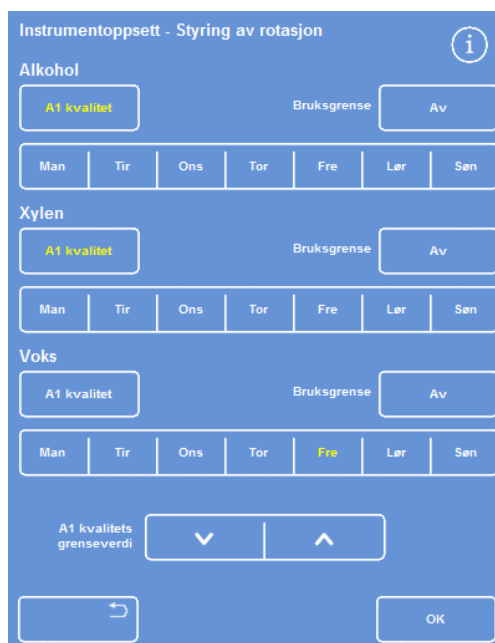 Instrumentoppsett - Styring av rotasjon
i
Alkohol
A1 kvalitet Bruksgrense Av
Man Tir Ons Tor Fre Lør Søn
Xylen
A1 kvalitet Bruksgrense Av
Man Tir Ons Tor Fre Lør Søn
Voks
A1 kvalitet Bruksgrense Av
Man Tir Ons Tor Fre Lør Søn
A1 kvalitets
grenseverdi
OK